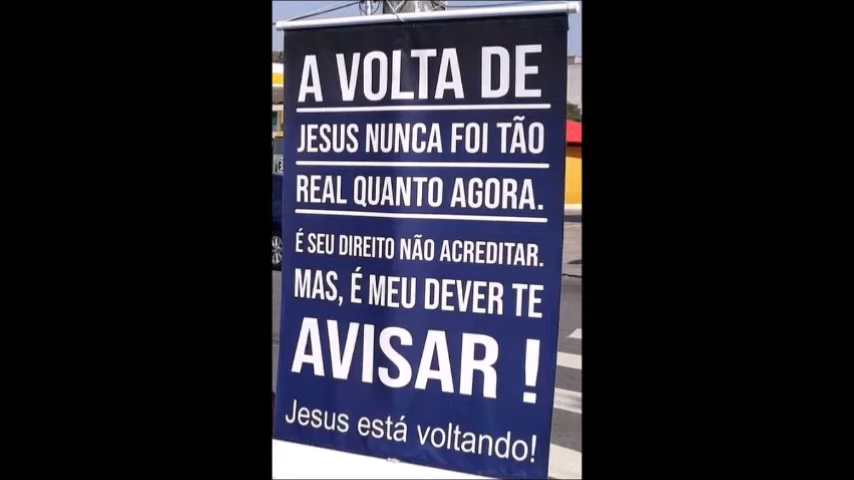 A VOLTA DE
JESUS NUNCA FOI TÃO
REAL QUANTO AGORA.
É SEU DIREITO NÃO ACREDITAR.
MAS, É MEU DEVER TE
AVISAR !
Jesus está voltando!